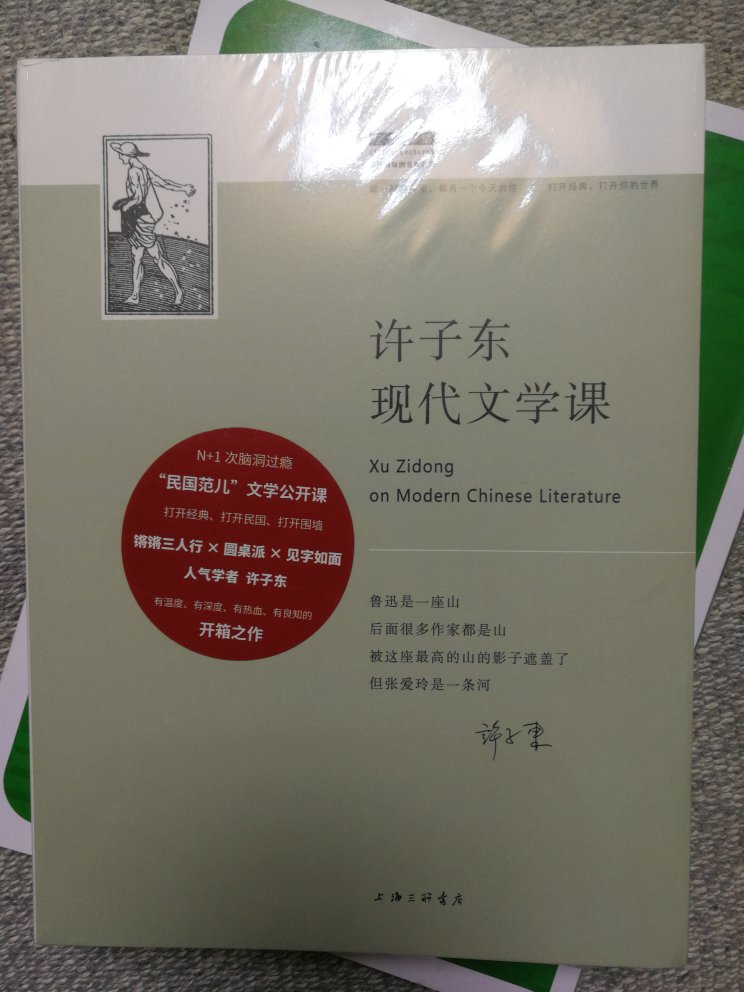 打开经典、打开你的世界
许子东
现代文学课
Xu Zidong
on Modern Chinese Literature
N+1 次脑洞过瘾
“民国范儿”文学公开课
打开经典、打开民国、打开围墙
锵锵三人行 × 圆桌派 × 见字如面
人气学者 许子东
有温度、有深度、有热血、有良知的
开箱之作
鲁迅是一座山
后面很多作家都是山
被这座最高的山的影子遮盖了
但张爱玲是一条河
許子東
上海三联书店